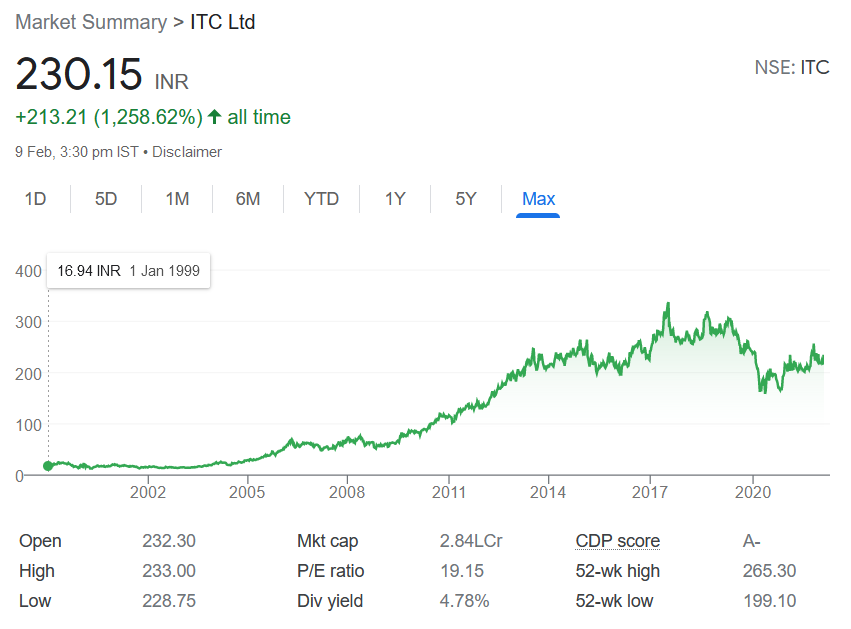 Market Summary > ITC Ltd
230.15 INR
NSE: ITC
+213.21 (1,258.62%) ↑ all time
9 Feb, 3:30 pm IST • Disclaimer
1D 5D 1M 6M YTD 1Y 5Y Max
16.94 INR 1 Jan 1999
400
300
200
100
0
2002 2005 2008 2011 2014 2017 2020
Open 232.30 Mkt cap 2.84LCr CDP score A-
High 233.00 P/E ratio 19.15 52-wk high 265.30
Low 228.75 Div yield 4.78% 52-wk low 199.10